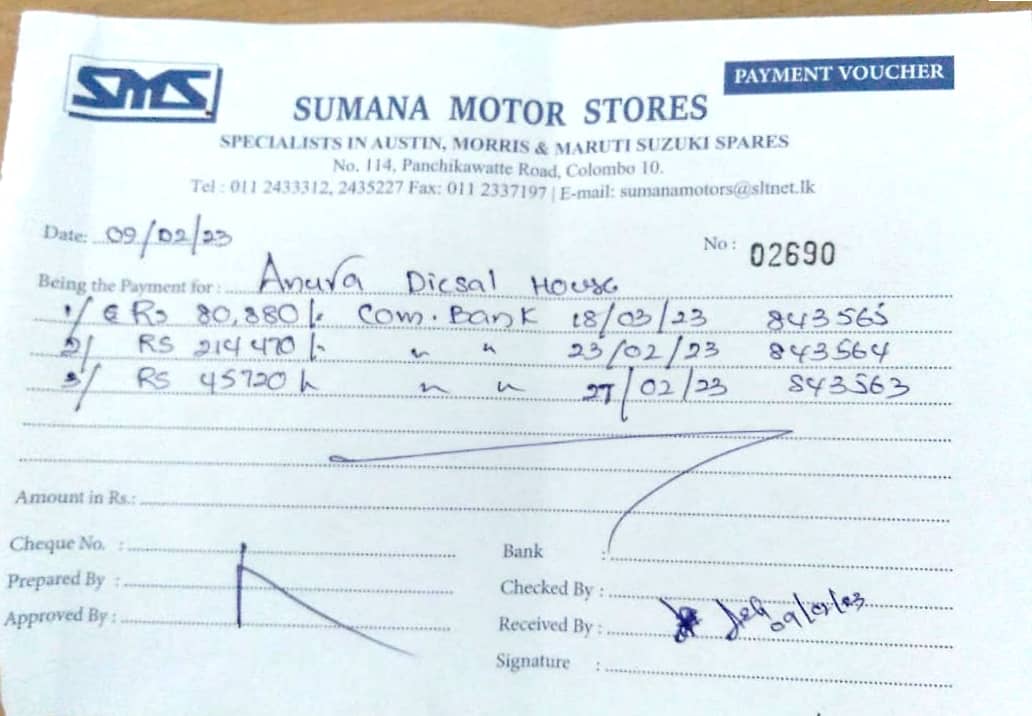 SMS
PAYMENT VOUCHER
SUMANA MOTOR STORES
SPECIALISTS IN AUSTIN, MORRIS & MARUTI SUZUKI SPARES
No. 114, Panchikawatte Road, Colombo 10.
Tel : 011 2433312, 2435227 Fax: 011 2337197 | E-mail: sumanamotors@sltnet.lk
Date: 09/02/23
No : 02690
Being the Payment for : Anura Dicsal House
1/ Rs 80,880/- Com. Bank 18/03/23 843565
2/ RS 214470/- " " 23/02/23 843564
3/ RS 45720/- " " 27/02/23 843563
Amount in Rs.:
Cheque No. :
Bank :
Prepared By :
Checked By :
Approved By :
Received By : 09/02/23
Signature :